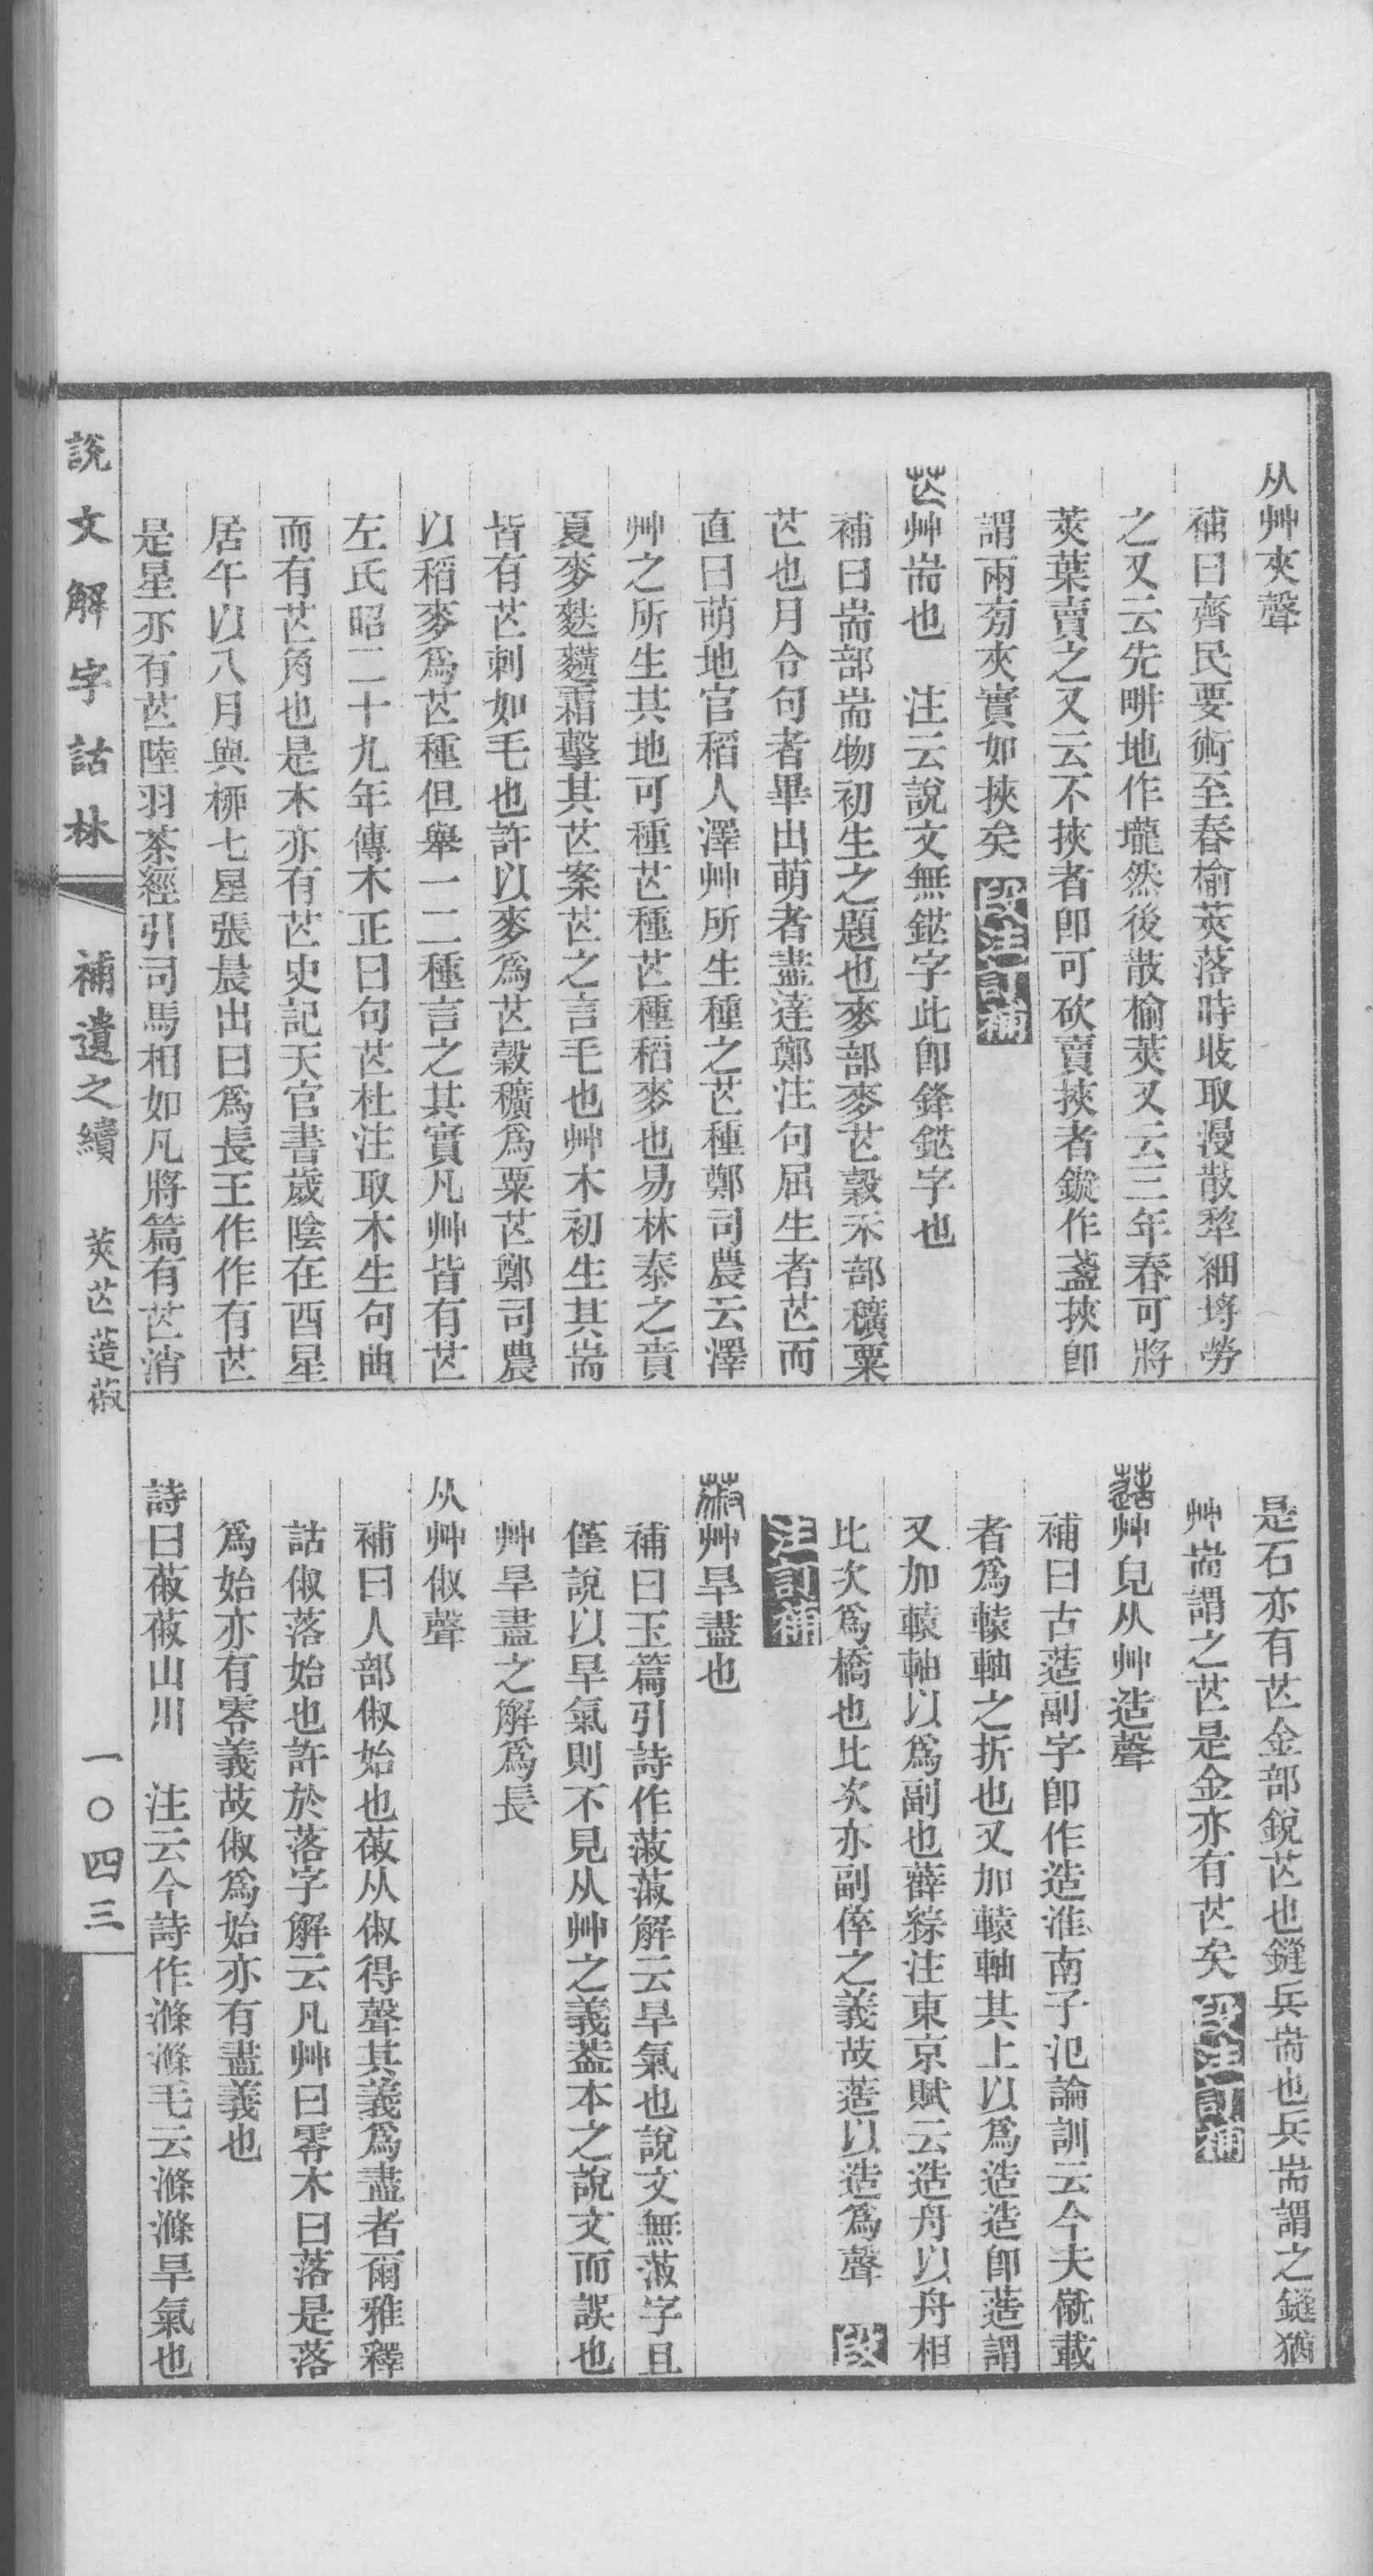 从艸夾聲
補曰齊民要術至春榆莢落時收取漫散犂細㙷勞
之又云先畊地作壠然後散榆莢又云三年春可將
莢葉賣之又云不挾者卽可砍賣挾者鏇作盞挾卽
謂兩㫄夾實如挾矣 段注訂補
芒艸耑也 注云說文無鋩字此卽鋒鋩字也
補曰耑部耑物初生之題也麥部麥芒穀禾部穬粟
芒也月令句者畢出萌者盡達鄭注句屈生者芒而
直曰萌地官稻人澤艸所生種之芒種鄭司農云澤
艸之所生其地可種芒種芒種稻麥也易林泰之賁
夏麥麩䵃霜擊其芒案芒之言毛也艸木初生其耑
皆有芒刺如毛也許以麥爲芒穀穬爲粟芒鄭司農
以稻麥爲芒種但舉一二種言之其實凡艸皆有芒
左氏昭二十九年傳木正曰句芒杜注取木生句曲
而有芒角也是木亦有芒史記天官書歲陰在酉星
居午以八月與桺七星張晨出曰爲長王作作有芒
是星亦有芒陸羽茶經引司馬相如凡將篇有芒消
是石亦有芒金部銳芒也鏠兵耑也兵耑謂之鏠猶
艸耑謂之芒是金亦有芒矣 段注訂補
䔏艸皃从艸造聲
補曰古䔏副字卽作造淮南子氾論訓云今夫僦載
者爲轅軸之折也又加轅軸其上以爲造造卽䔏謂
又加轅軸以爲副也薛綜注東京賦云造舟以舟相
比次爲橋也比次亦副倅之義故䔏以造爲聲 段
注訂補
䓘艸旱盡也
補曰玉篇引詩作蔋蔋解云旱氣也說文無蔋字且
僅說以旱氣則不見从艸之義葢本之說文而誤也
艸旱盡之解爲長
从艸俶聲
補曰人部俶始也䓘从俶得聲其義爲盡者爾雅釋
詁俶落始也許於落字解云凡艸曰零木曰落是落
爲始亦有零義故俶爲始亦有盡義也
詩曰䓘䓘山川 注云今詩作滌滌毛云滌滌旱氣也
說文解字詁林 補遺之續 莢芒䔏䓘 一〇四三